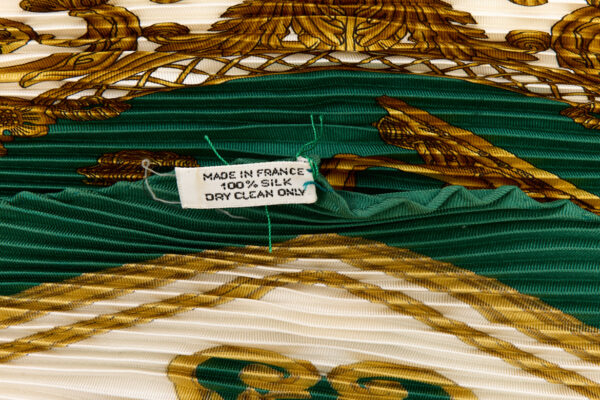 MADE IN FRANCE
100% SILK
DRY CLEAN ONLY